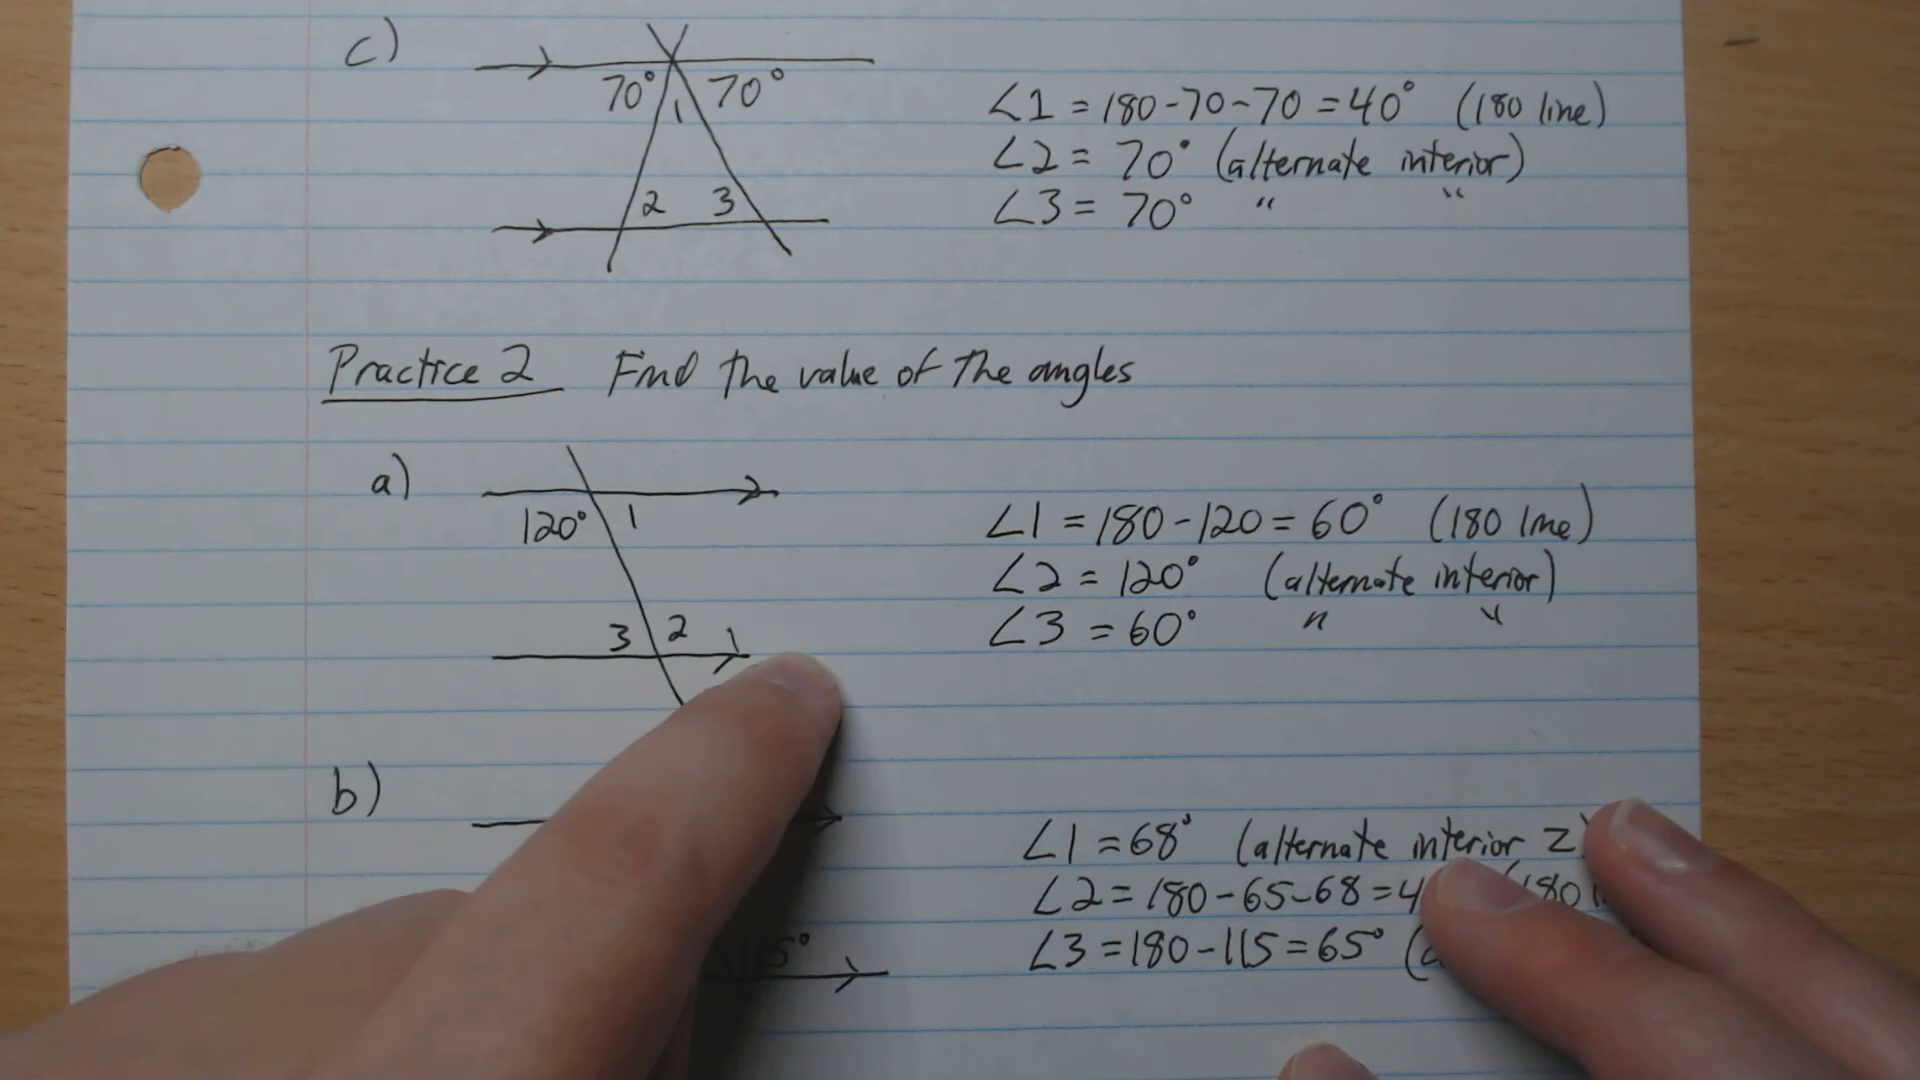 c)
70° 70°
1
2 3
∠1 = 180-70-70 = 40° (180 line)
∠2 = 70° (alternate interior)
∠3 = 70° " "
Practice 2 Find the value of the angles
a)
120° 1
3 2
∠1 = 180-120 = 60° (180 line)
∠2 = 120° (alternate interior)
∠3 = 60° " "
b)
5°
∠1 = 68° (alternate interior Z)
∠2 = 180-65-68 = 4 (180
∠3 = 180-115 = 65° (